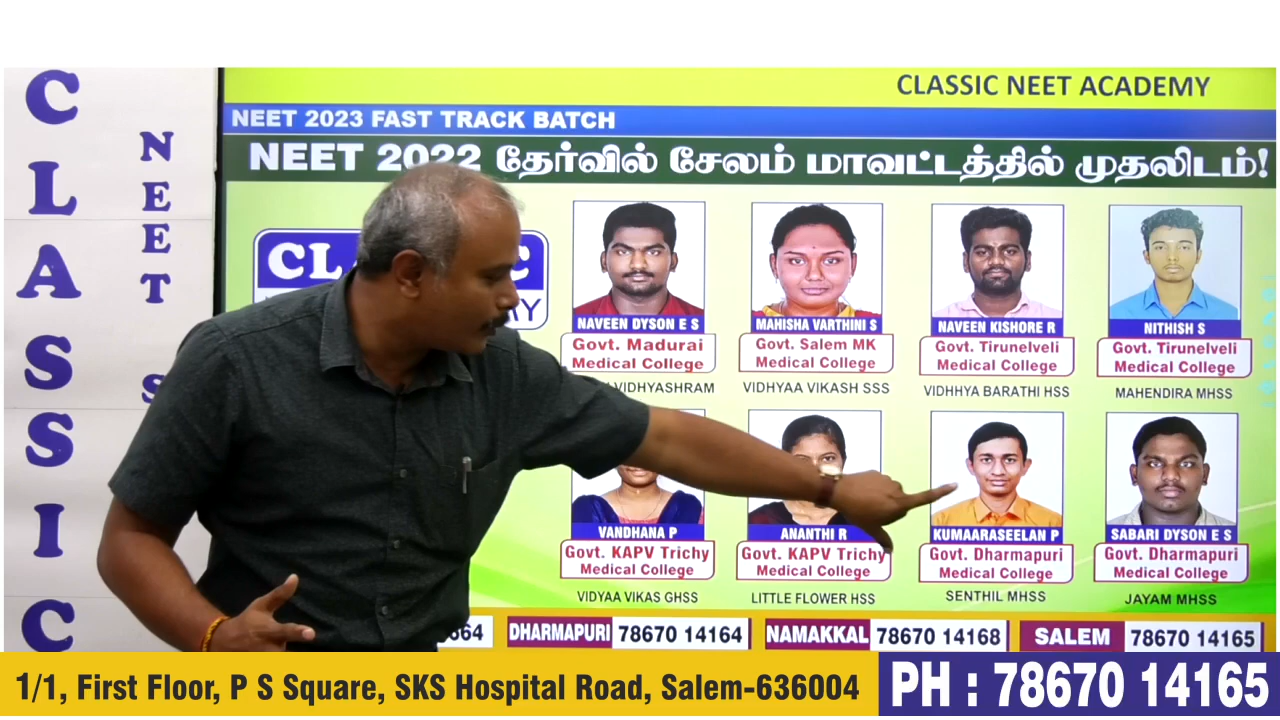 CLASSIC
NEET
S
CLASSIC NEET ACADEMY
NEET 2023 FAST TRACK BATCH
NEET 2022 தேர்வில் சேலம் மாவட்டத்தில் முதலிடம்!
NAVEEN DYSON E S
Govt. Madurai
Medical College
VIDHYASHRAM
MAHISHA VARTHINI S
Govt. Salem MK
Medical College
VIDHYAA VIKASH SSS
NAVEEN KISHORE R
Govt. Tirunelveli
Medical College
VIDHHYA BARATHI HSS
NITHISH S
Govt. Tirunelveli
Medical College
MAHENDIRA MHSS
VANDHANA P
Govt. KAPV Trichy
Medical College
VIDYAA VIKAS GHSS
ANANTHI R
Govt. KAPV Trichy
Medical College
LITTLE FLOWER HSS
KUMAARASEELAN P
Govt. Dharmapuri
Medical College
SENTHIL MHSS
SABARI DYSON E S
Govt. Dharmapuri
Medical College
JAYAM MHSS
DHARMAPURI 78670 14164 NAMAKKAL 78670 14168 SALEM 78670 14165
1/1, First Floor, P S Square, SKS Hospital Road, Salem-636004 PH : 78670 14165